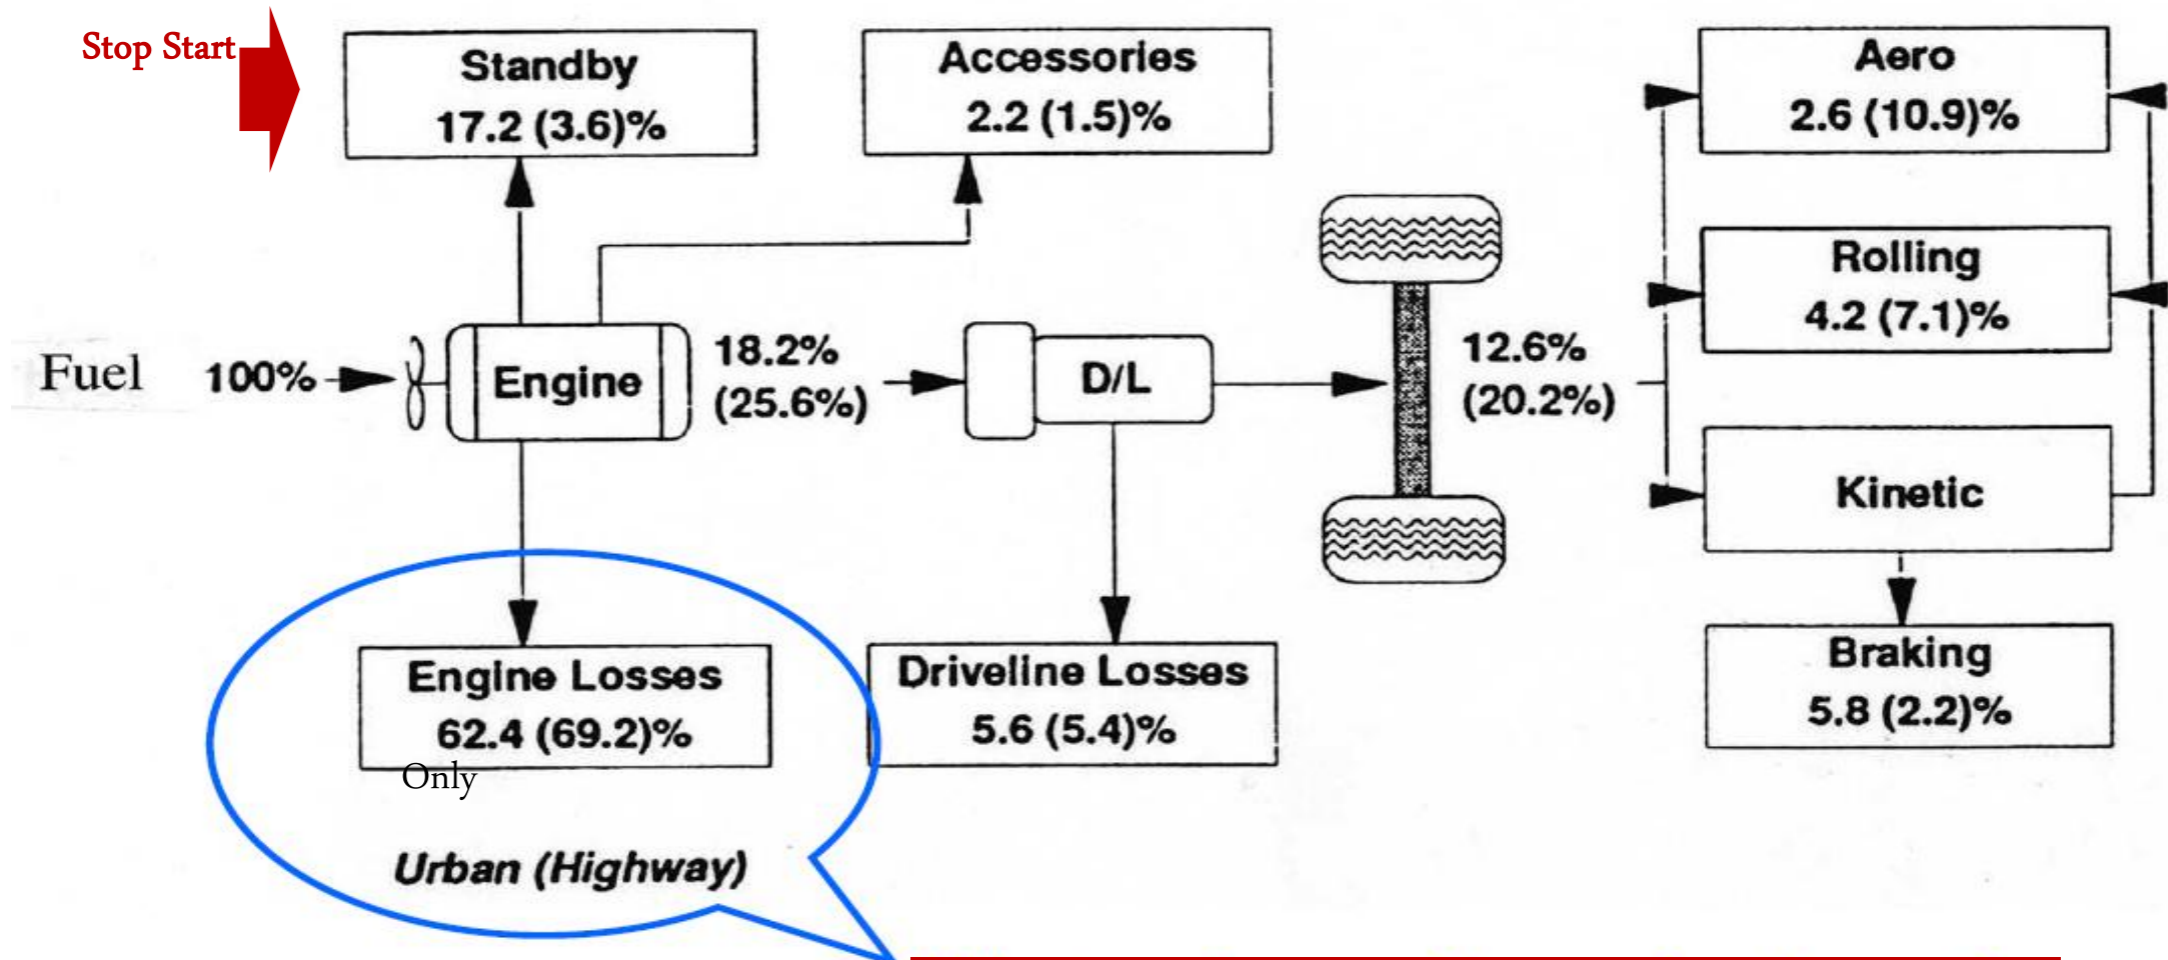 Stop Start
Standby
17.2 (3.6)%
Accessories
2.2 (1.5)%
Aero
2.6 (10.9)%
Rolling
4.2 (7.1)%
Fuel
100%
Engine
18.2%
(25.6%)
D/L
12.6%
(20.2%)
Kinetic
Engine Losses
62.4 (69.2)%
Only
Driveline Losses
5.6 (5.4)%
Braking
5.8 (2.2)%
Urban (Highway)